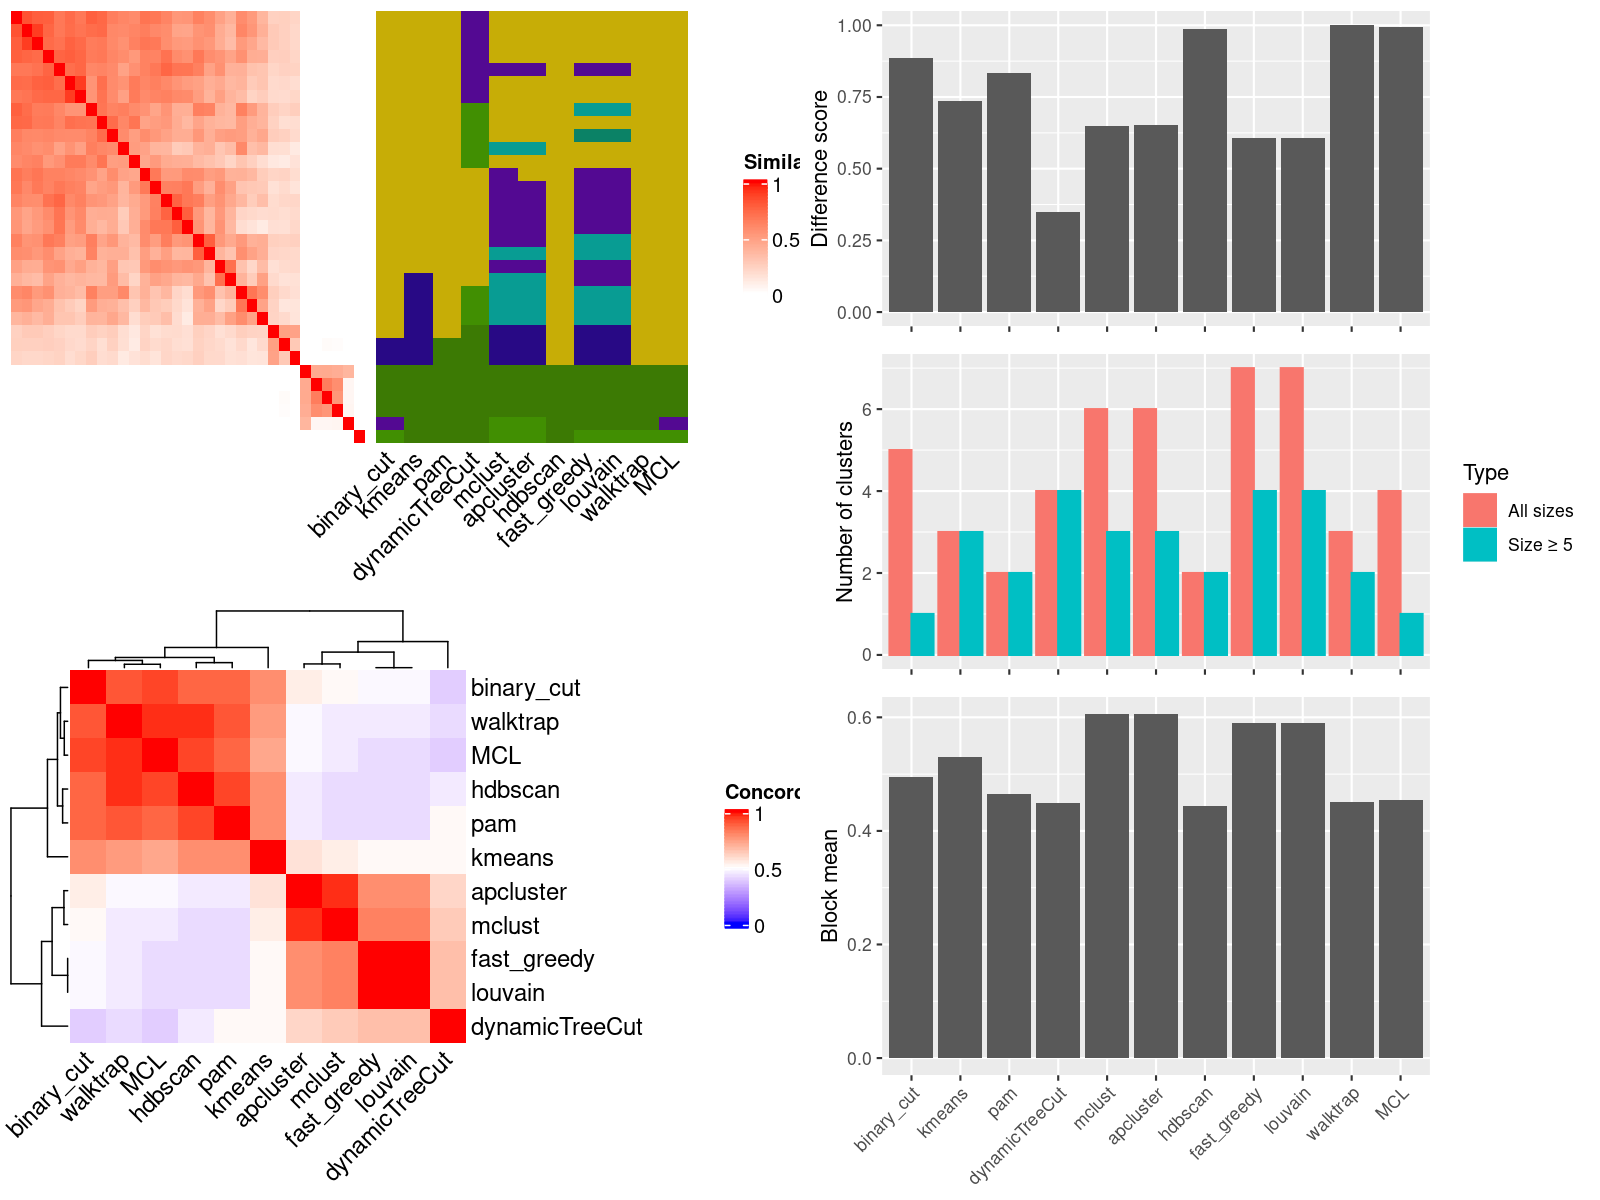 Simila
1
0.5
0
binary_cut
kmeans
pam
dynamicTreeCut
mclust
apcluster
hdbscan
fast_greedy
louvain
walktrap
MCL
binary_cut
walktrap
MCL
hdbscan
pam
kmeans
apcluster
mclust
fast_greedy
louvain
dynamicTreeCut
binary_cut
walktrap
MCL
hdbscan
pam
kmeans
apcluster
mclust
fast_greedy
louvain
dynamicTreeCut
Concord
1
0.5
0
Difference score
1.00
0.75
0.50
0.25
0.00
Number of clusters
6
4
2
0
Type
All sizes
Size ≥ 5
Block mean
0.6
0.4
0.2
0.0
binary_cut
kmeans
pam
dynamicTreeCut
mclust
apcluster
hdbscan
fast_greedy
louvain
walktrap
MCL